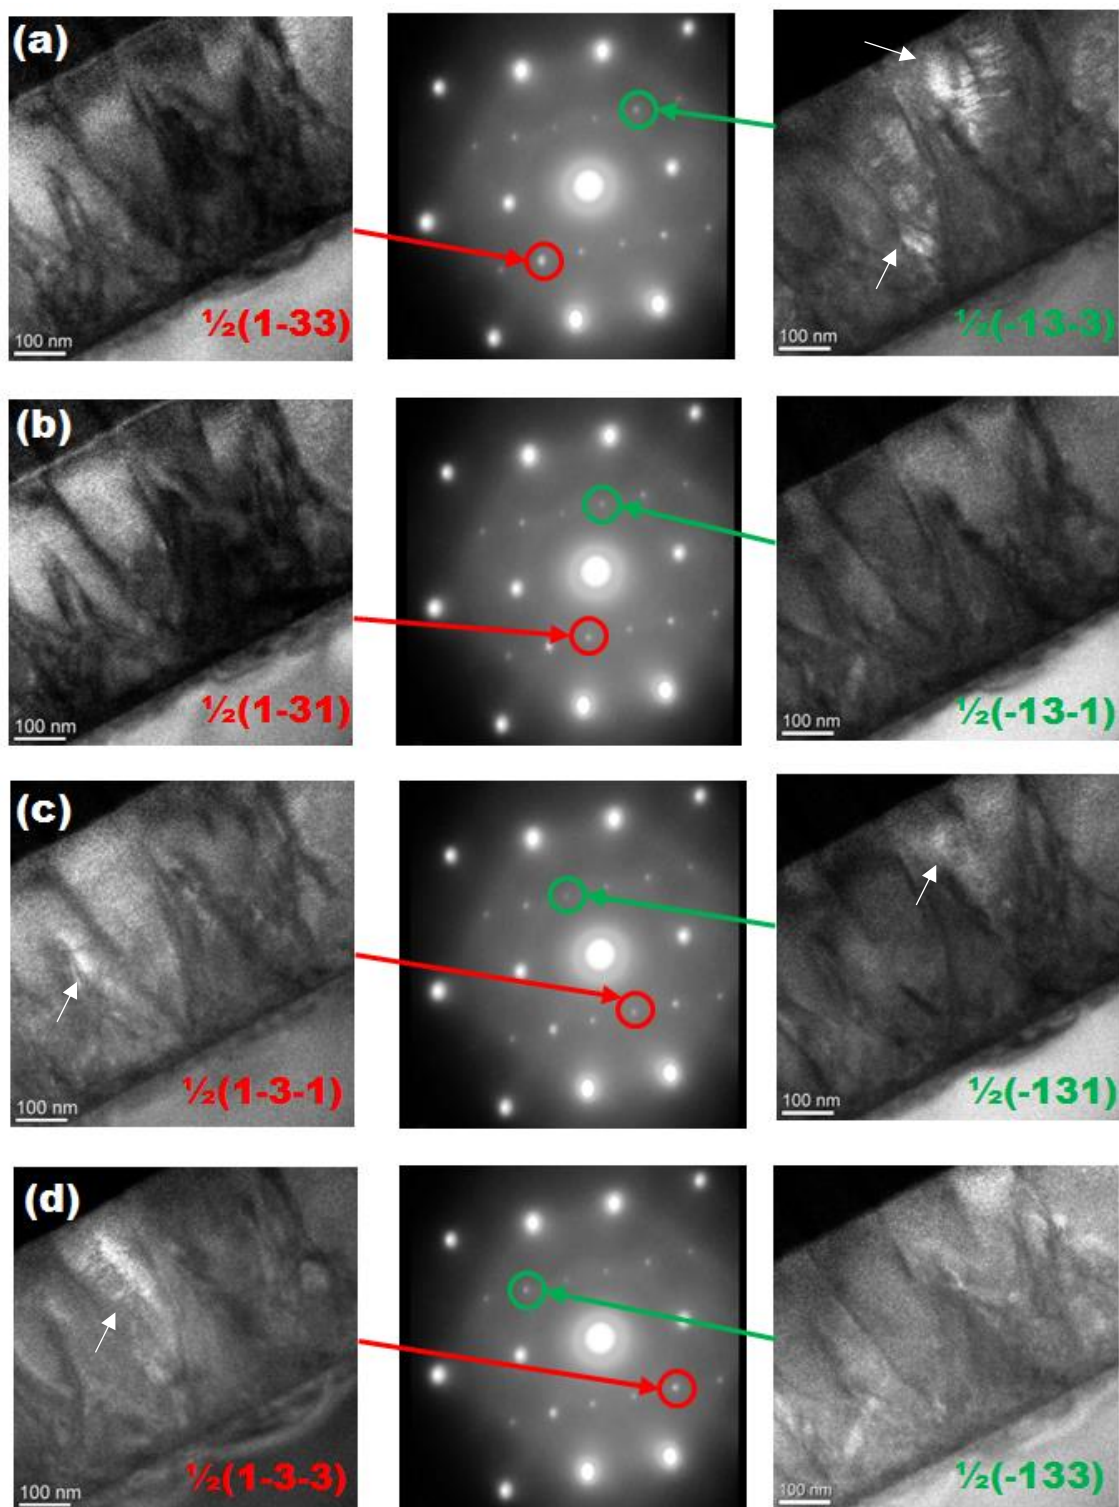 (a)
100 nm
½(1-33)
100 nm
½(-13-3)
(b)
100 nm
½(1-31)
100 nm
½(-13-1)
(c)
100 nm
½(1-3-1)
100 nm
½(-131)
(d)
100 nm
½(1-3-3)
100 nm
½(-133)